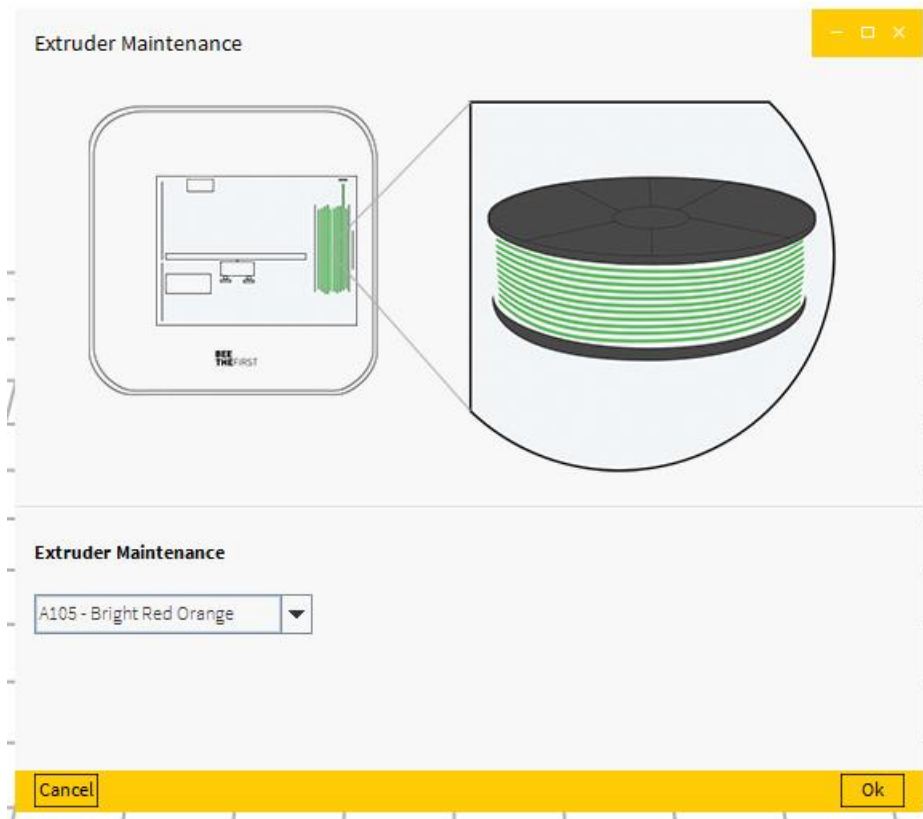 Extruder Maintenance
BEE
THEFIRST
Extruder Maintenance
A105 - Bright Red Orange
Cancel
Ok